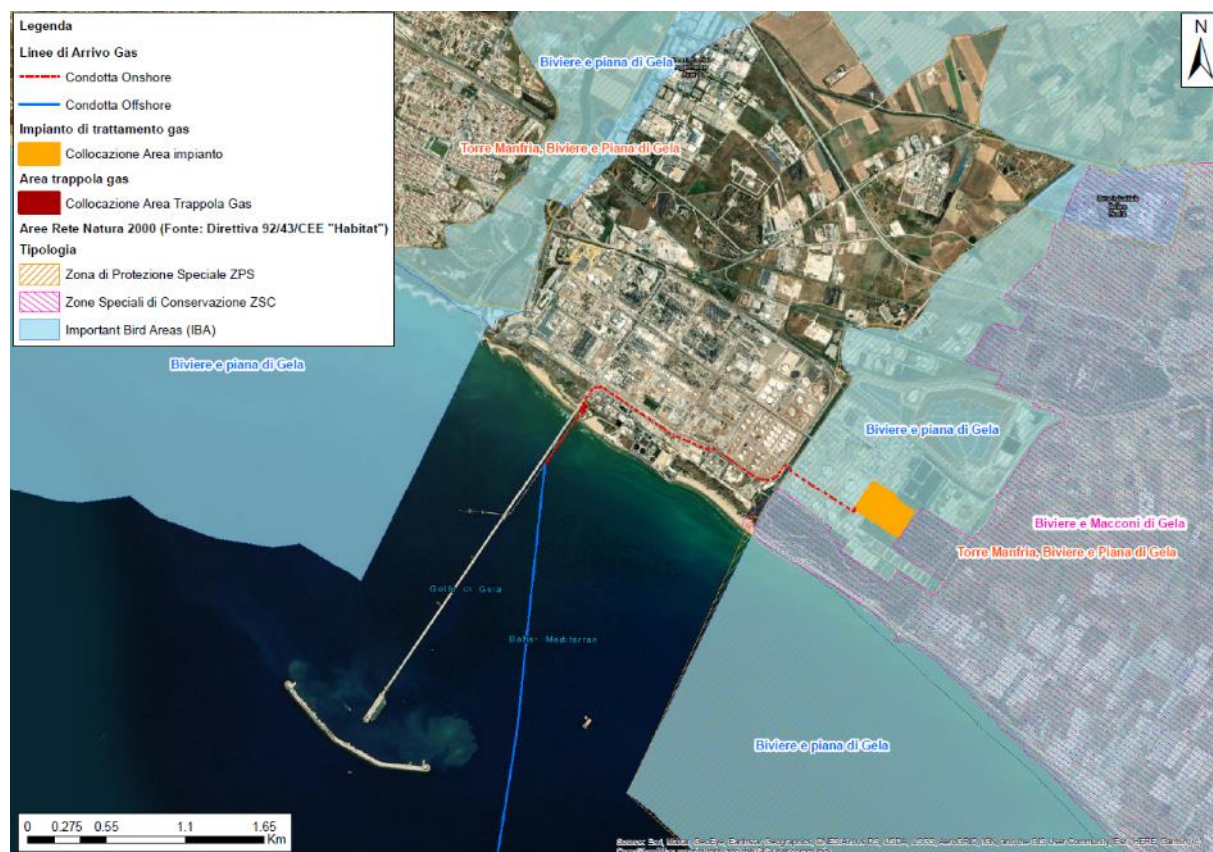 Legenda
Linee di Arrivo Gas
Condotta Onshore
Condotta Offshore
Impianto di trattamento gas
Collocazione Area impianto
Area trappola gas
Collocazione Area Trappola Gas
Aree Rete Natura 2000 (Fonte: Direttiva 92/43/CEE "Habitat")
Tipologia
Zona di Protezione Speciale ZPS
Zone Speciali di Conservazione ZSC
Important Bird Areas (IBA)
N
Biviere e piana di Gela
Torre Manfria, Biviere e Piana di Gela
Biviere e piana di Gela
Biviere e piana di Gela
Biviere e Macconi di Gela
Torre Manfria, Biviere e Piana di Gela
Golfo di Gela
Biviere e piana di Gela
0 0.275 0.55 1.1 1.65
Km